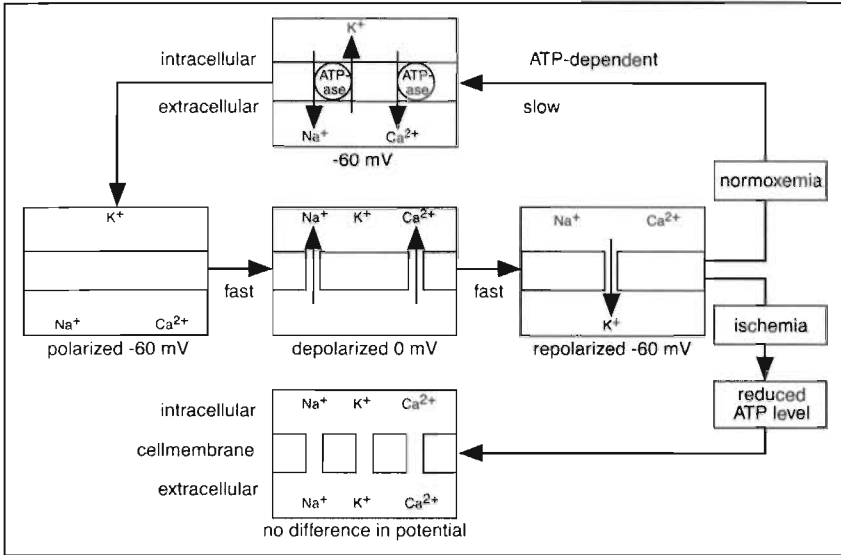 K+
intracellular
ATP-dependent
ATP-
ase
ATP-
ase
extracellular
slow
Na+ Ca2+
-60 mV
normoxemia
K+
Na+ K+ Ca2+
Na+ Ca2+
fast
fast
Na+ Ca2+
K+
ischemia
polarized -60 mV
depolarized 0 mV
repolarized -60 mV
reduced
ATP level
intracellular
Na+ K+ Ca2+
cellmembrane
extracellular
Na+ K+ Ca2+
no difference in potential